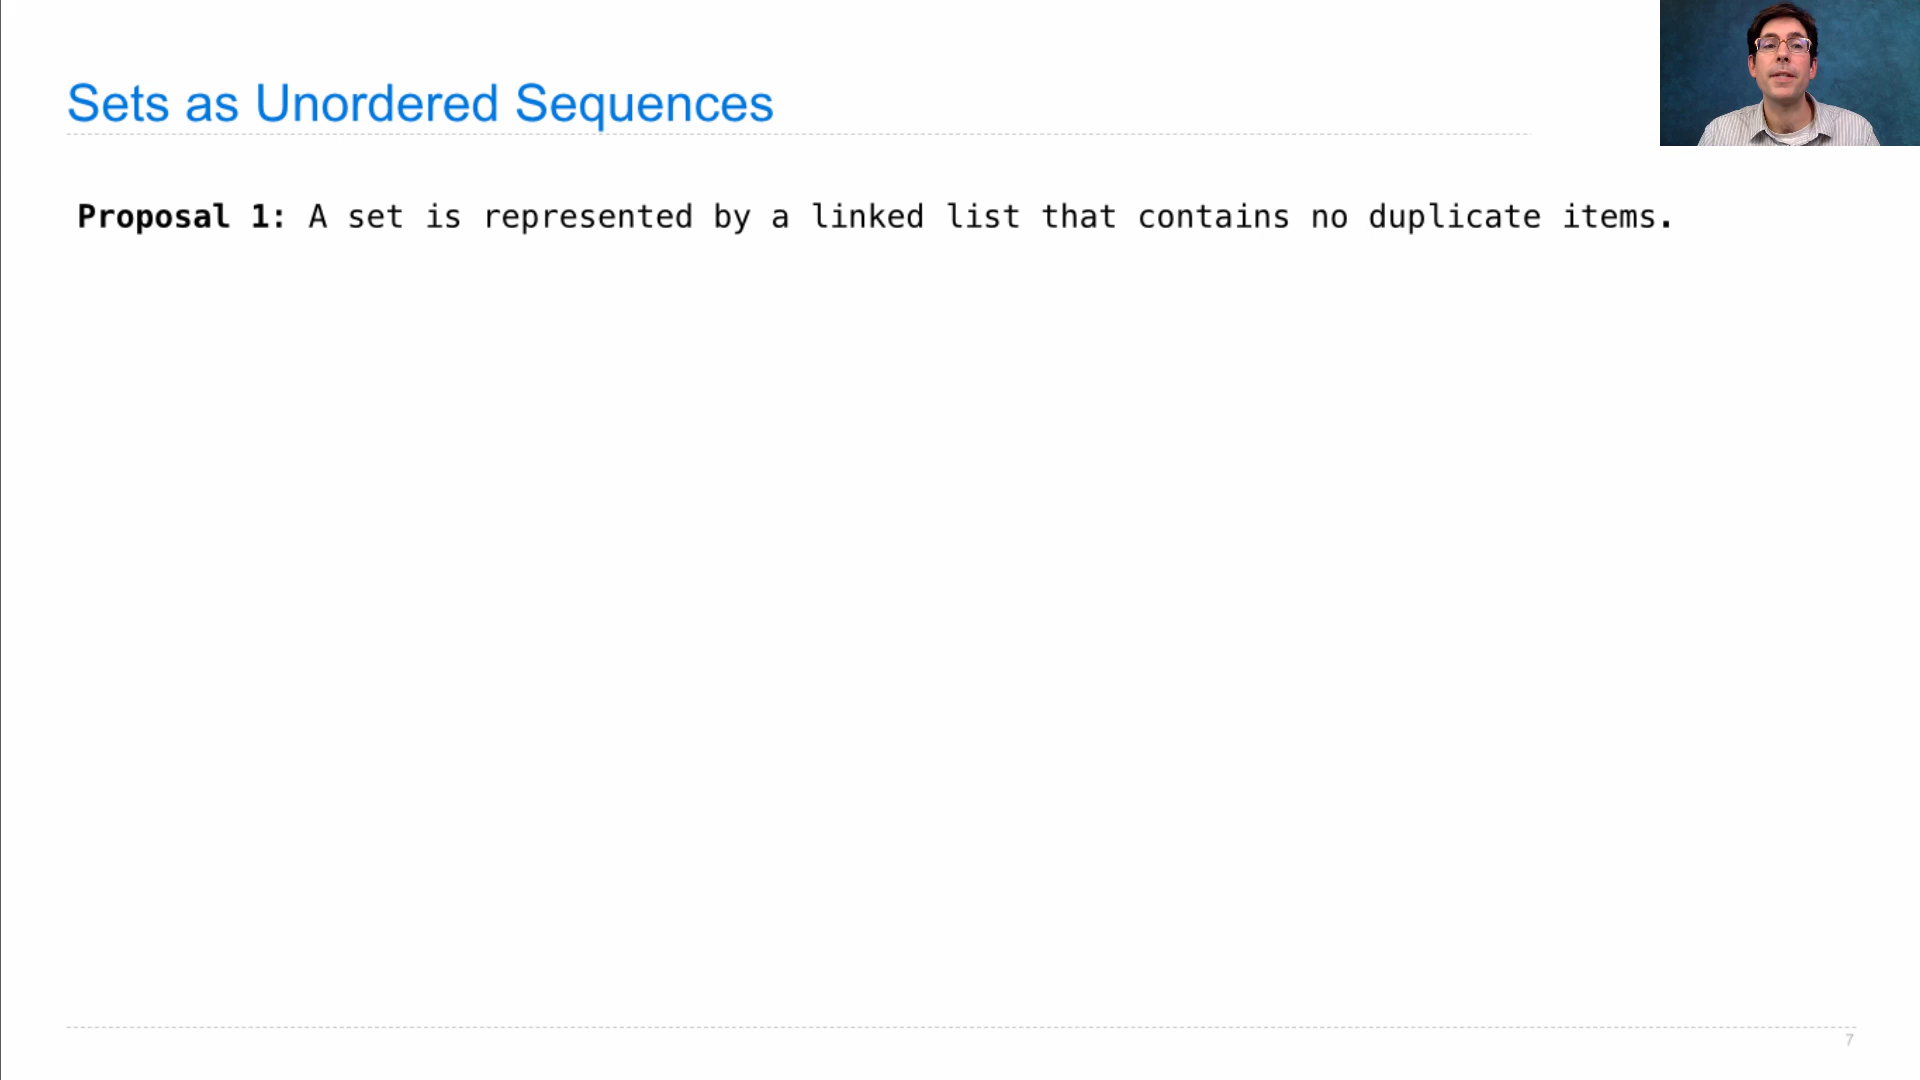 Sets as Unordered Sequences
Proposal 1: A set is represented by a linked list that contains no duplicate items.
7